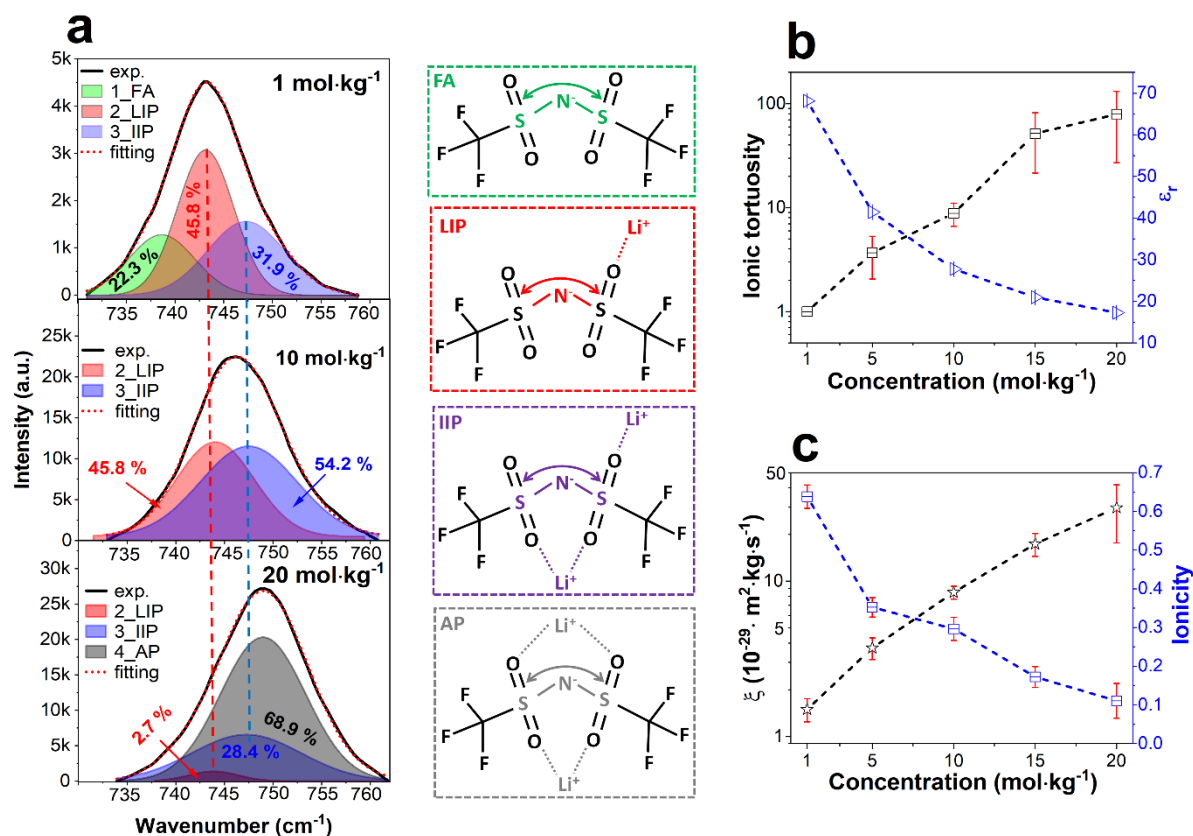 a
5k
4k
3k
2k
1k
0
exp.
1_FA
2_LIP
3_IIP
fitting
1 mol·kg⁻¹
22.3 %
45.8 %
31.9 %
735 740 745 750 755 760
25k
20k
15k
10k
5k
0
exp.
2_LIP
3_IIP
fitting
10 mol·kg⁻¹
45.8 %
54.2 %
735 740 745 750 755 760
30k
25k
20k
15k
10k
5k
0
exp.
2_LIP
3_IIP
4_AP
fitting
20 mol·kg⁻¹
2.7 %
28.4 %
68.9 %
735 740 745 750 755 760
Intensity (a.u.)
Wavenumber (cm⁻¹)
FA
O O
N⁻
S S
F F
F O O F
F F
LIP
Li⁺
O O
N⁻
S S
F F
F O O F
F F
IIP
Li⁺
O O
N⁻
S S
F F
F O O F
F F
Li⁺
AP
Li⁺
O O
N⁻
S S
F F
F O O F
F F
Li⁺
b
Ionic tortuosity
100
10
1
70
60
50
40
30
20
10
εr
1 5 10 15 20
Concentration (mol·kg⁻¹)
c
ξ (10⁻²⁹· m²·kg·s⁻¹)
50
10
5
1
0.7
0.6
0.5
0.4
0.3
0.2
0.1
0.0
Ionicity
1 5 10 15 20
Concentration (mol·kg⁻¹)